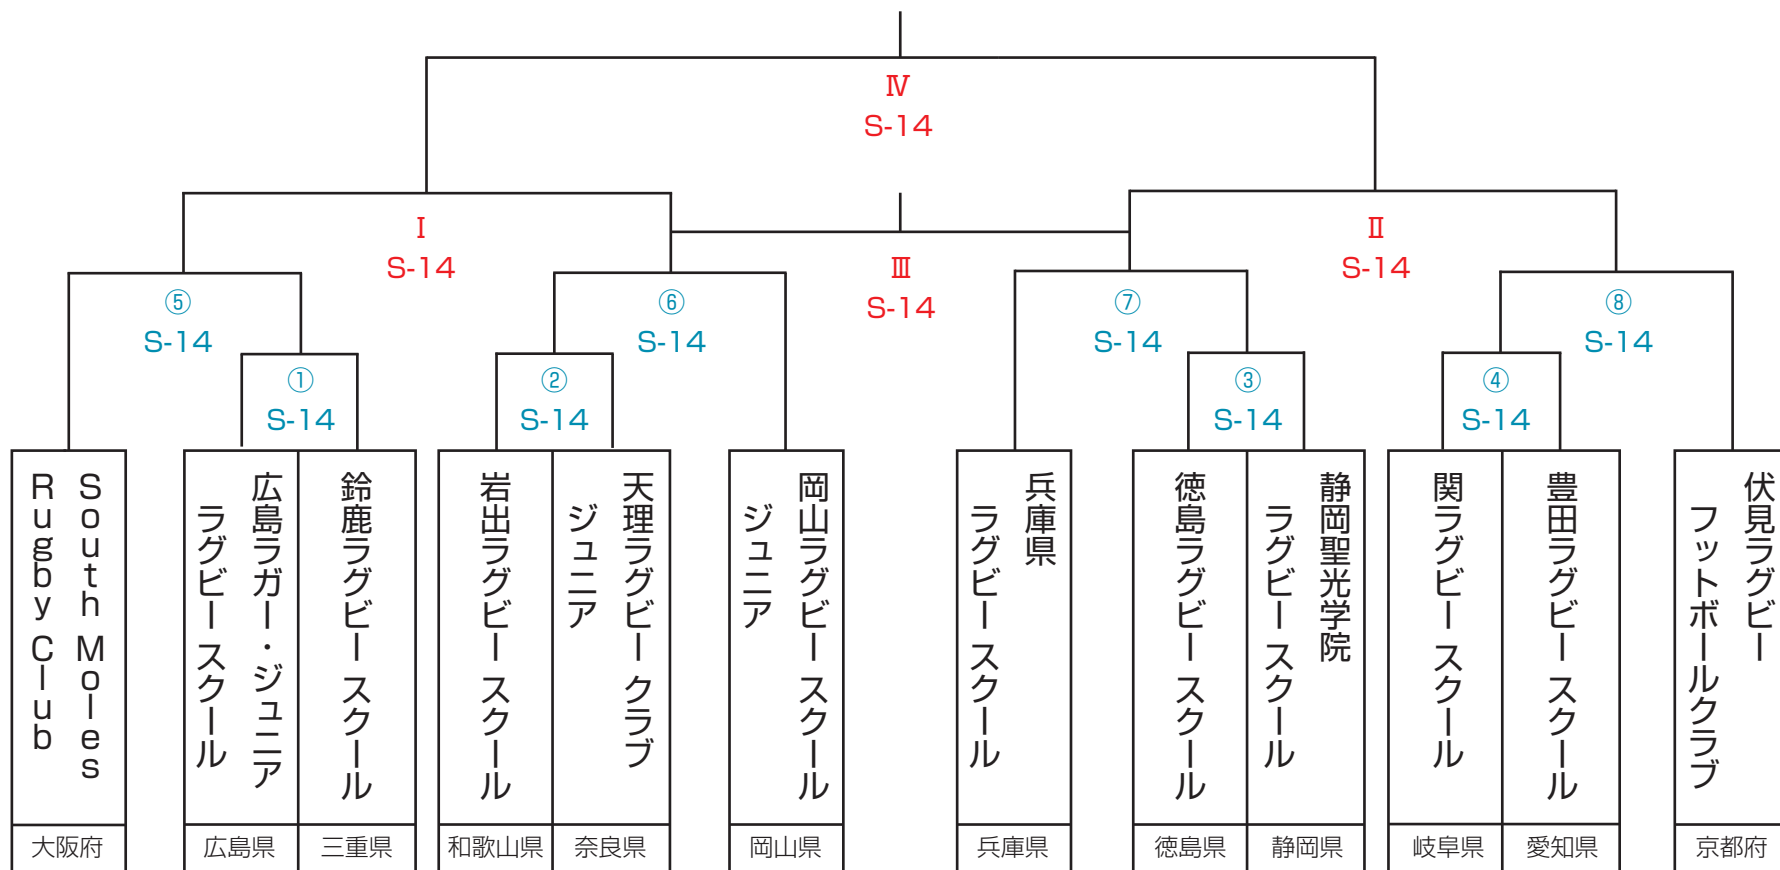 Ⅳ
S-14
Ⅰ
S-14
Ⅱ
S-14
Ⅲ
S-14
⑤
S-14
⑥
S-14
⑦
S-14
⑧
S-14
①
S-14
②
S-14
③
S-14
④
S-14
South Moles
Rugby Club
大阪府
広島ラガー・ジュニア
ラグビースクール
広島県
鈴鹿ラグビースクール
三重県
岩出ラグビースクール
和歌山県
天理ラグビークラブ
ジュニア
奈良県
岡山ラグビースクール
ジュニア
岡山県
兵庫県
ラグビースクール
兵庫県
徳島ラグビースクール
徳島県
静岡聖光学院
ラグビースクール
静岡県
関ラグビースクール
岐阜県
豊田ラグビースクール
愛知県
伏見ラグビー
フットボールクラブ
京都府